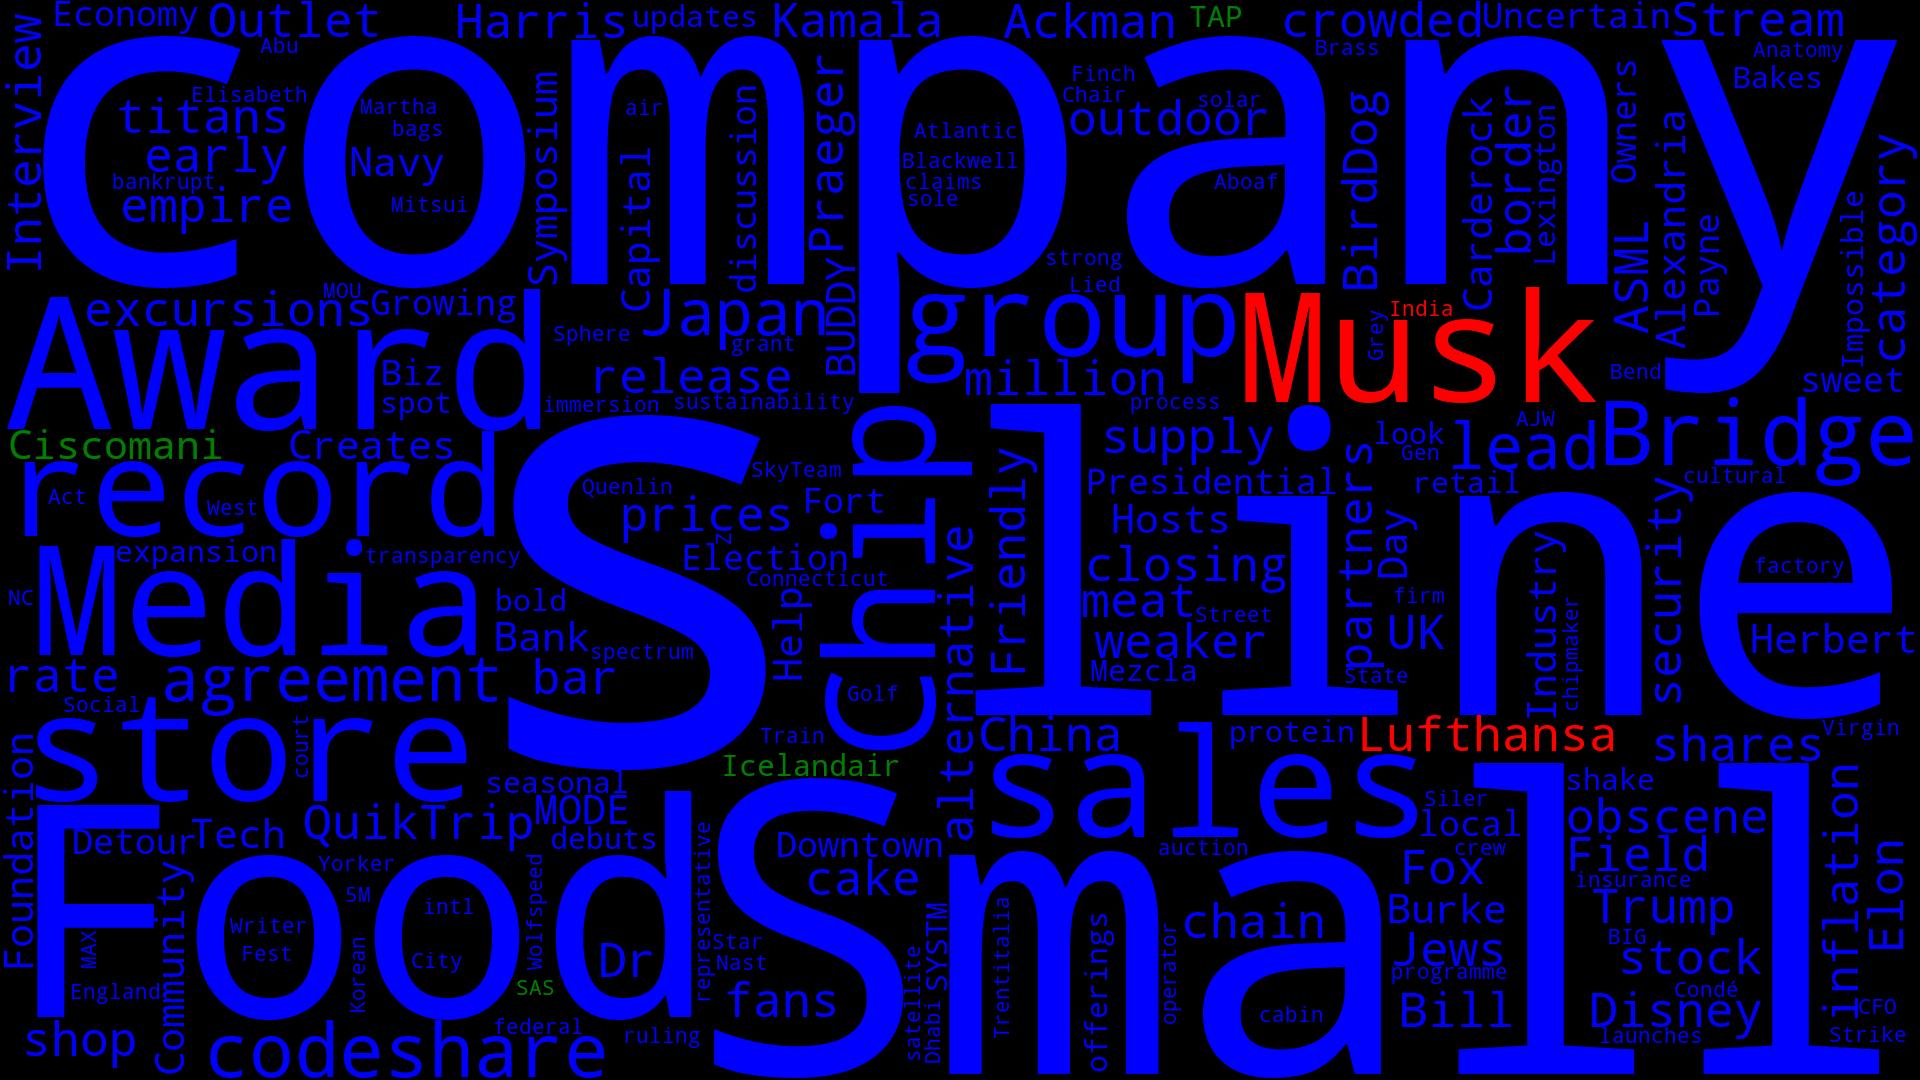 Economy
Outlet
Harris
updates
Kamala
Ackman
TAP
crowded
Uncertain
Stream
Interview
company
Abu
Elisabeth
titans
early
bankrupt
empire
Martha
bags
Navy
Mitsui
Symposium
air
Capital
discussion
Praeger
BUDDY
Atlantic
Blackwell
claims
sole
Finch
Chair
solar
outdoor
Aboaf
strong
Lied
Brass
BirdDog
Carderock
border
Lexington
Owners
ASML
Alexandria
Payne
Anatomy
Bakes
Impossible
category
MOU
excursions
Growing
Award
Biz
spot
Sphere
Japan
grant
release
immersion
sustainability
group
million
process
Musk
India
Grey
Bend
sweet
Ciscomani
Creates
record
Act
West
s
SkyTeam
Quenlin
prices
Fort
z
Election
Connecticut
Chip
line
Friendly
supply
Presidential
Hosts
closing
meat
Street
weaker
Mezcla
partners
look
Gen
AJW
lead
Bridge
retail
cultural
Day
firm
UK
State
Industry
chipmaker
security
factory
Herbert
expansion
transparency
NC
Media
bold
Bank
spectrum
Help
alternative
rate
agreement
bar
Golf
Social
store
court
Train
Icelandair
seasonal
China
protein
Lufthansa
shares
Virgin
sales
shake
Siler
local
crew
obscene
Field
insurance
inflation
Elon
Foundation
Food
Detour
Tech
QuikTrip
MODE
debuts
Yorker
5M
intl
Writer
Fest
City
Korean
Wolfspeed
Dr
representative
SAS
MAX
England
Community
shop
codeshare
federal
ruling
Small
Downtown
cake
Star
Nast
fans
satellite
Dhabi
SYSTM
Trentitalia
offerings
operator
auction
chain
cabin
Fox
Burke
Jews
programme
Bill
Trump
BIG
stock
Condé
Disney
launches
CFO
Strike